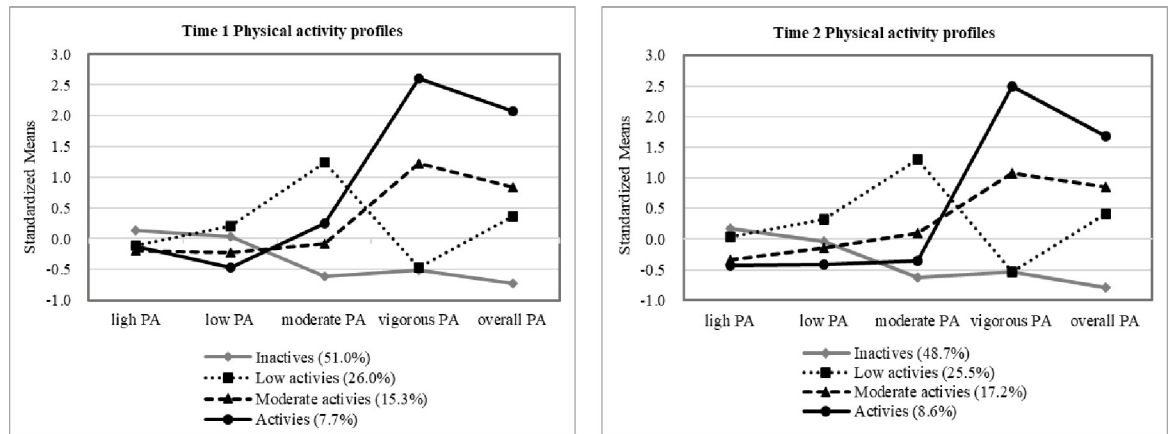 Time 1 Physical activity profiles
Standardized Means
3.0
2.5
2.0
1.5
1.0
0.5
0.0
-0.5
-1.0
ligh PA low PA moderate PA vigorous PA overall PA
Inactives (51.0%)
Low activies (26.0%)
Moderate activies (15.3%)
Activies (7.7%)
Time 2 Physical activity profiles
Standardized Means
3.0
2.5
2.0
1.5
1.0
0.5
0.0
-0.5
-1.0
ligh PA low PA moderate PA vigorous PA overall PA
Inactives (48.7%)
Low activies (25.5%)
Moderate activies (17.2%)
Activies (8.6%)